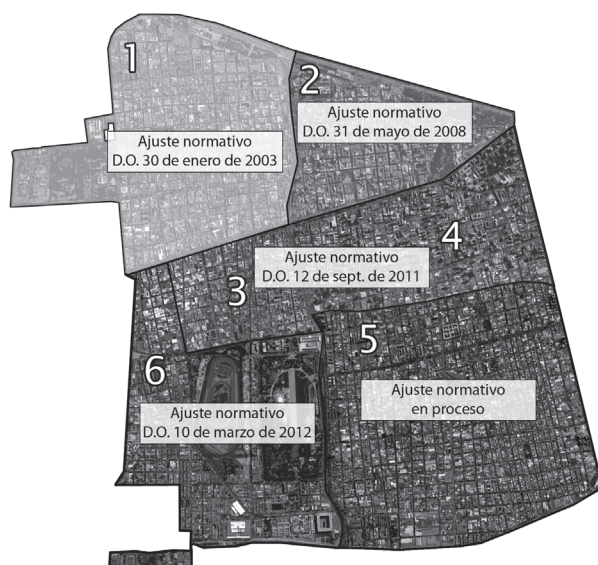 1
Ajuste normativo
D.O. 30 de enero de 2003
2
Ajuste normativo
D.O. 31 de mayo de 2008
4
Ajuste normativo
D.O. 12 de sept. de 2011
3
5
Ajuste normativo
en proceso
6
Ajuste normativo
D.O. 10 de marzo de 2012